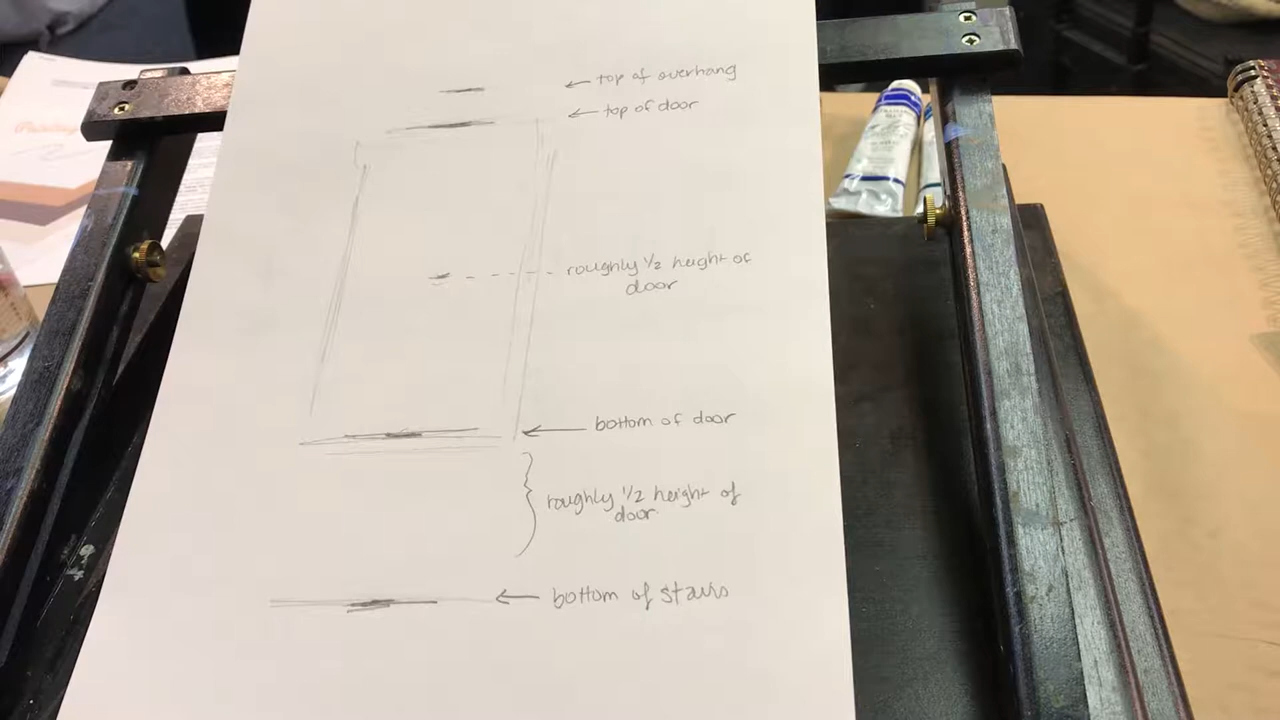 top of overhang
top of door
roughly 1/2 height of
door
bottom of door
roughly 1/2 height of
door
bottom of stairs